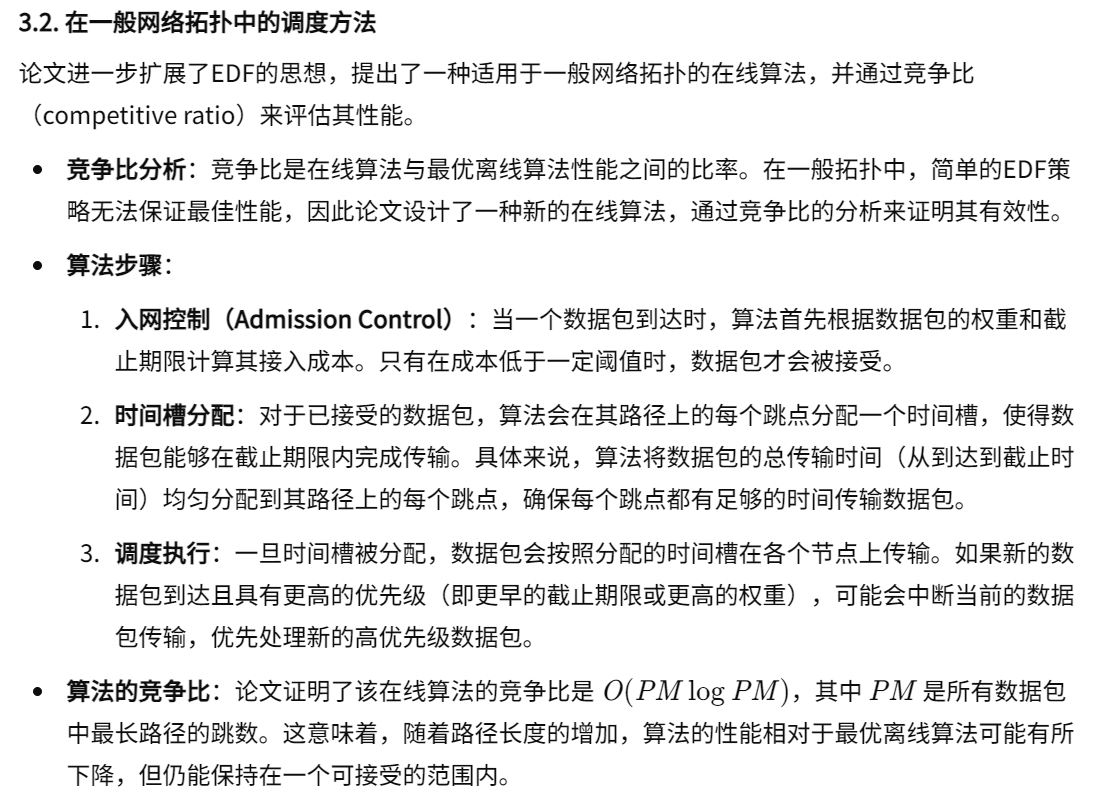 3.2. 在一般网络拓扑中的调度方法
论文进一步扩展了EDF的思想，提出了一种适用于一般网络拓扑的在线算法，并通过竞争比
（competitive ratio）来评估其性能。
• 竞争比分析：竞争比是在线算法与最优离线算法性能之间的比率。在一般拓扑中，简单的EDF策
略无法保证最佳性能，因此论文设计了一种新的在线算法，通过竞争比的分析来证明其有效性。
• 算法步骤：
1. 入网控制（Admission Control）：当一个数据包到达时，算法首先根据数据包的权重和截
止期限计算其接入成本。只有在成本低于一定阈值时，数据包才会被接受。
2. 时间槽分配：对于已接受的数据包，算法会在其路径上的每个跳点分配一个时间槽，使得数
据包能够在截止期限内完成传输。具体来说，算法将数据包的总传输时间（从到达到截止时
间）均匀分配到其路径上的每个跳点，确保每个跳点都有足够的时间传输数据包。
3. 调度执行：一旦时间槽被分配，数据包会按照分配的时间槽在各个节点上传输。如果新的数
据包到达且具有更高的优先级（即更早的截止期限或更高的权重），可能会中断当前的数据
包传输，优先处理新的高优先级数据包。
• 算法的竞争比：论文证明了该在线算法的竞争比是 O(PM log PM)，其中 PM 是所有数据包
中最长路径的跳数。这意味着，随着路径长度的增加，算法的性能相对于最优离线算法可能有所
下降，但仍能保持在一个可接受的范围内。